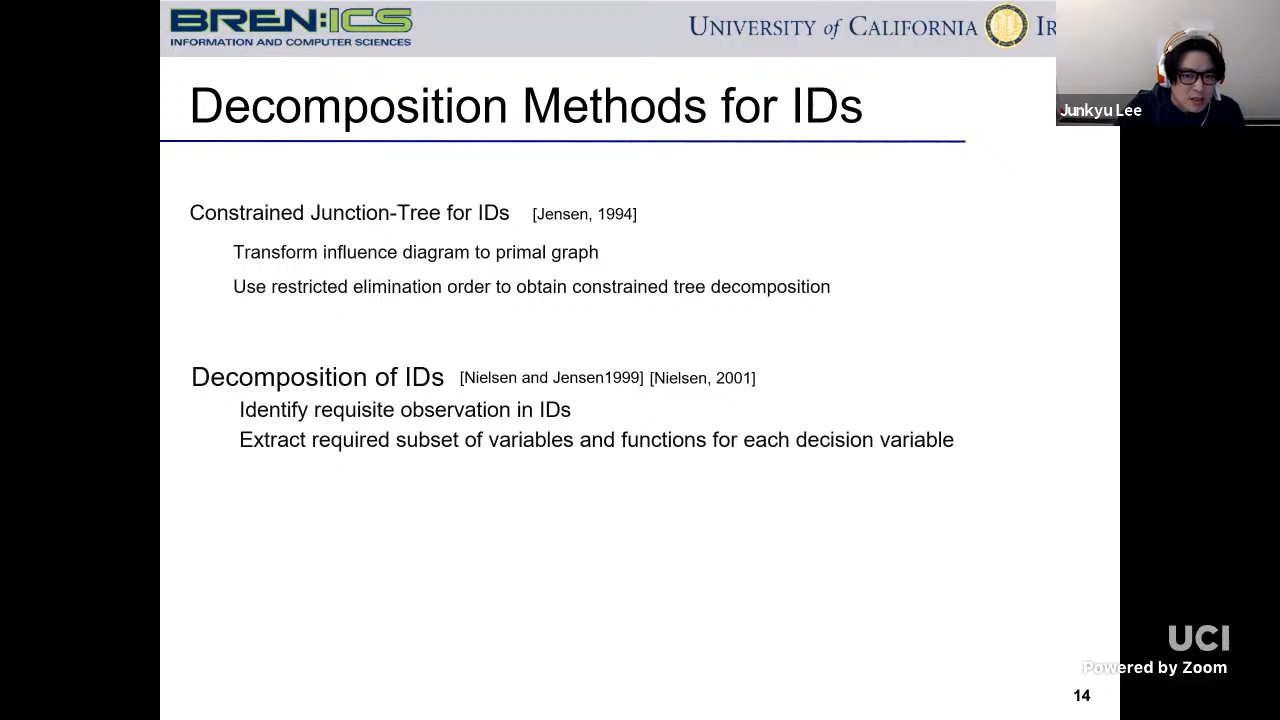 BREN:ICS
INFORMATION AND COMPUTER SCIENCES
UNIVERSITY of CALIFORNIA IR
Junkyu Lee
Decomposition Methods for IDs
Constrained Junction-Tree for IDs [Jensen, 1994]
Transform influence diagram to primal graph
Use restricted elimination order to obtain constrained tree decomposition
Decomposition of IDs [Nielsen and Jensen1999] [Nielsen, 2001]
Identify requisite observation in IDs
Extract required subset of variables and functions for each decision variable
UCI
Powered by Zoom
14